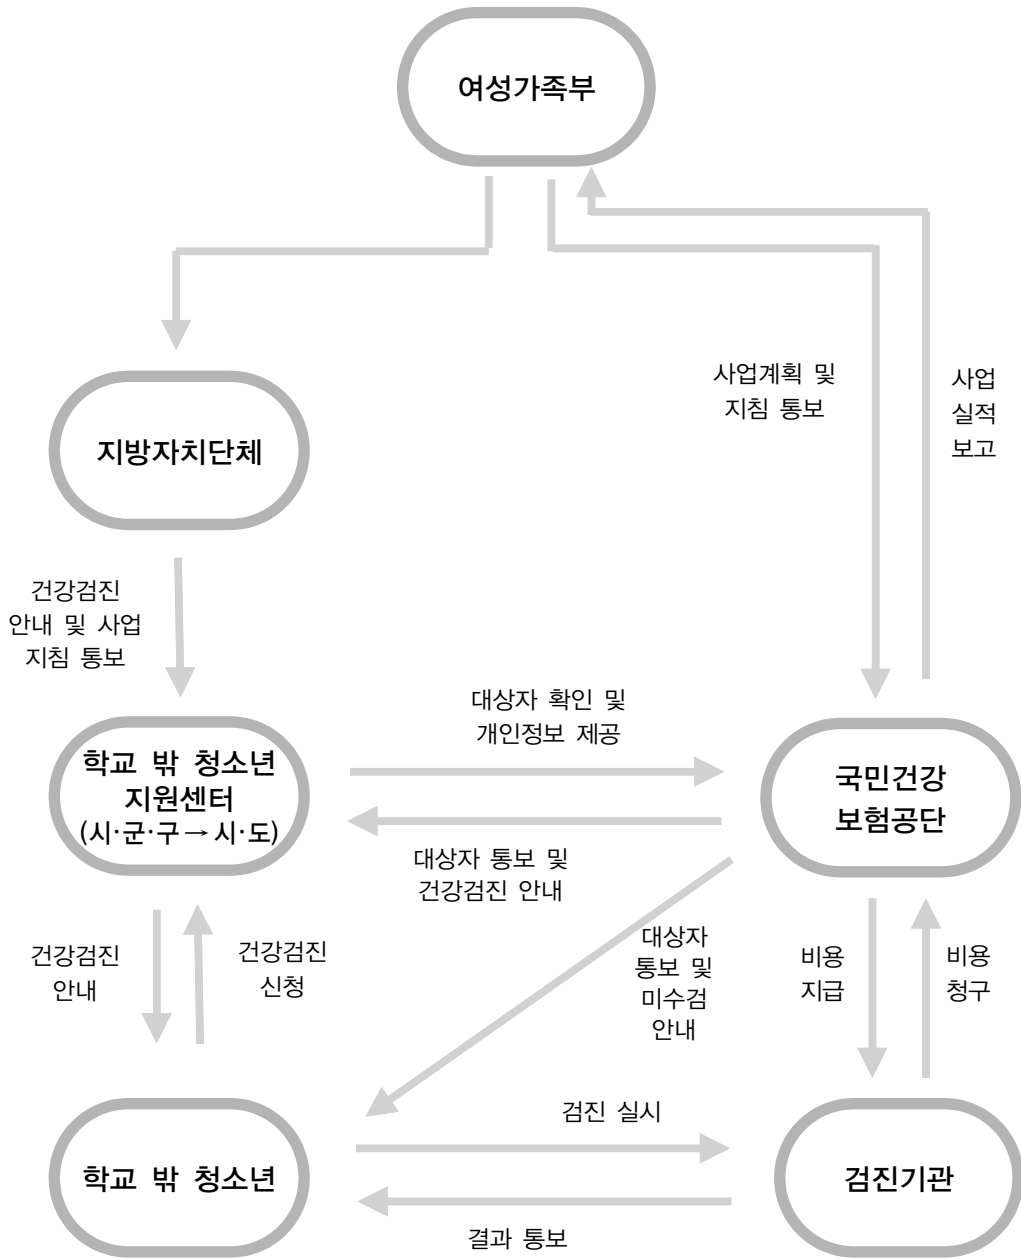 여성가족부
사업계획 및
지침 통보
사업
실적
보고
지방자치단체
건강검진
안내 및 사업
지침 통보
대상자 확인 및
개인정보 제공
학교 밖 청소년
지원센터
(시·군·구→시·도)
국민건강
보험공단
대상자 통보 및
건강검진 안내
건강검진
안내
건강검진
신청
대상자
통보 및
미수검
안내
비용
지급
비용
청구
검진 실시
학교 밖 청소년
검진기관
결과 통보